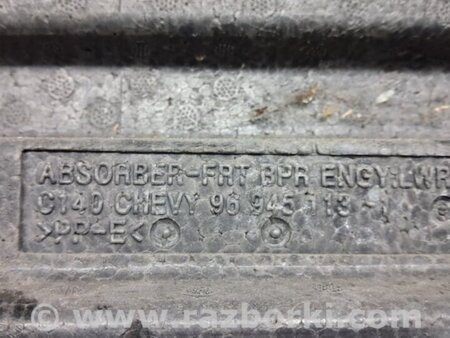 ABSORBER-FRT BPR ENGY.LWR
C140 CHEVY 96 945 113
>PP-E<
www.razborki.com